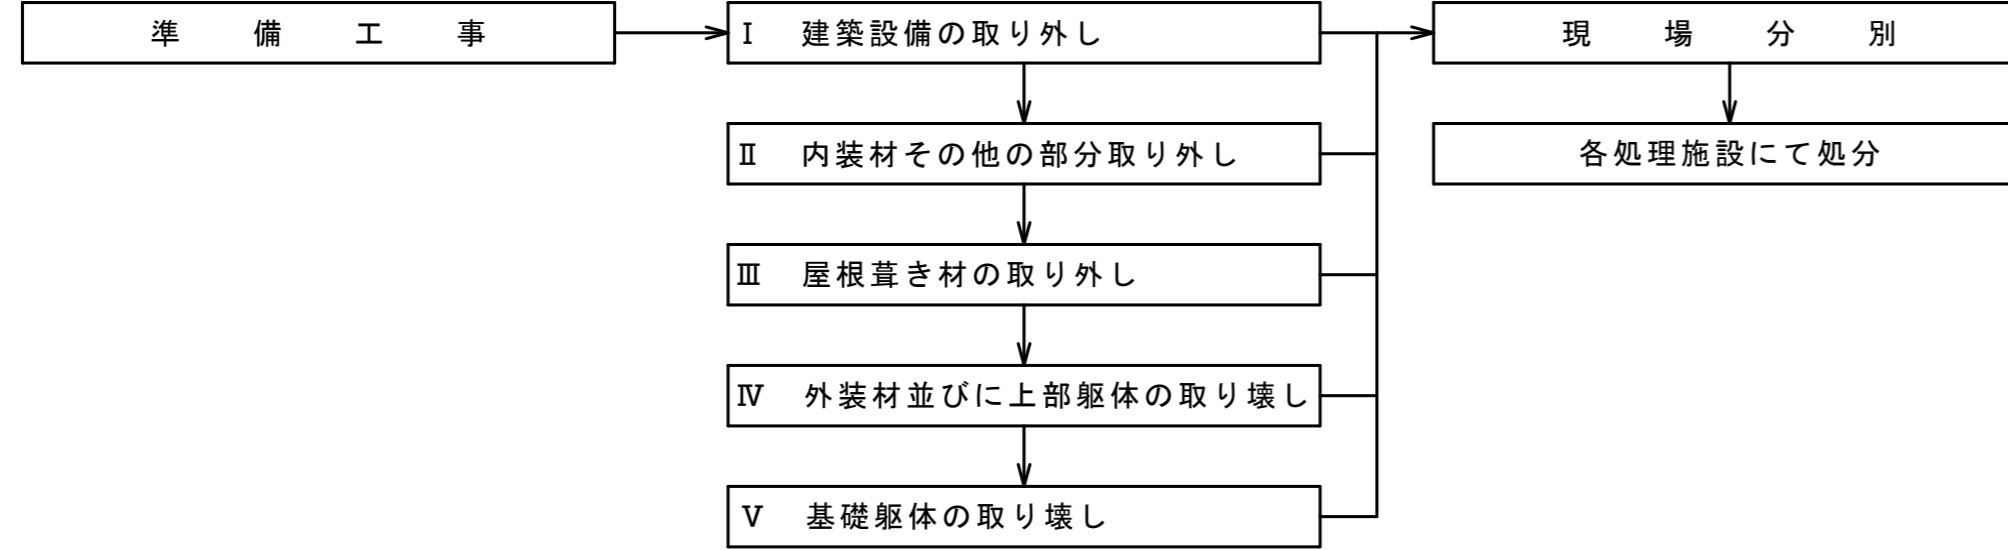 準備工事
Ⅰ 建築設備の取り外し
現場分別
Ⅱ 内装材その他の部分取り外し
各処理施設にて処分
Ⅲ 屋根葺き材の取り外し
Ⅳ 外装材並びに上部躯体の取り壊し
Ⅴ 基礎躯体の取り壊し